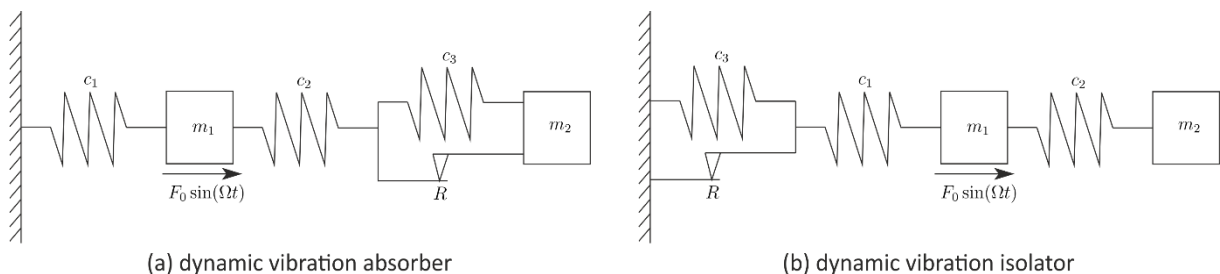 c₁
m₁
F₀ sin(Ωt)
c₂
c₃
R
m₂
(a) dynamic vibration absorber
c₃
R
c₁
m₁
F₀ sin(Ωt)
c₂
m₂
(b) dynamic vibration isolator